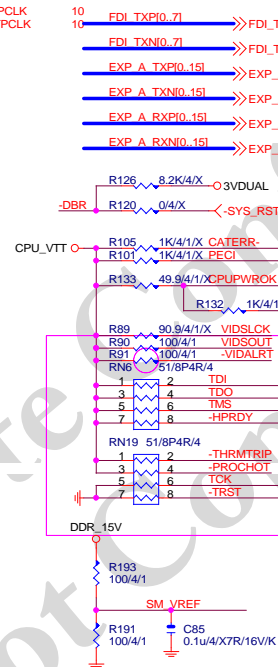 PCLK 10
PCLK 10
FDI_TXP[0..7] FDI_T
FDI_TXN[0..7] FDI_T
EXP_A_TXP[0..15] EXP_
EXP_A_TXN[0..15] EXP_
EXP_A_RXP[0..15] EXP_
EXP_A_RXN[0..15] EXP_
R126 8.2K/4/X 3VDUAL
-DBR R120 0/4/X -SYS_RST
CPU_VTT R105 1K/4/1/X CATERR-
R101 1K/4/1/X PECI
R133 49.9/4/1/X CPUPWROK
R132 1K/4/1
R89 90.9/4/1/X VIDSLCK
R90 100/4/1 VIDSOUT
R91 100/4/1 -VIDALRT
RN6 51/8P4R/4
1 2 TDI
3 4 TDO
5 6 TMS
7 8 -HPRDY
RN19 51/8P4R/4
1 2 -THRMTRIP
3 4 -PROCHOT
5 6 TCK
7 8 -TRST
DDR_15V
R193
100/4/1
SM_VREF
R191 C85
100/4/1 0.1u/4/X7R/16V/K